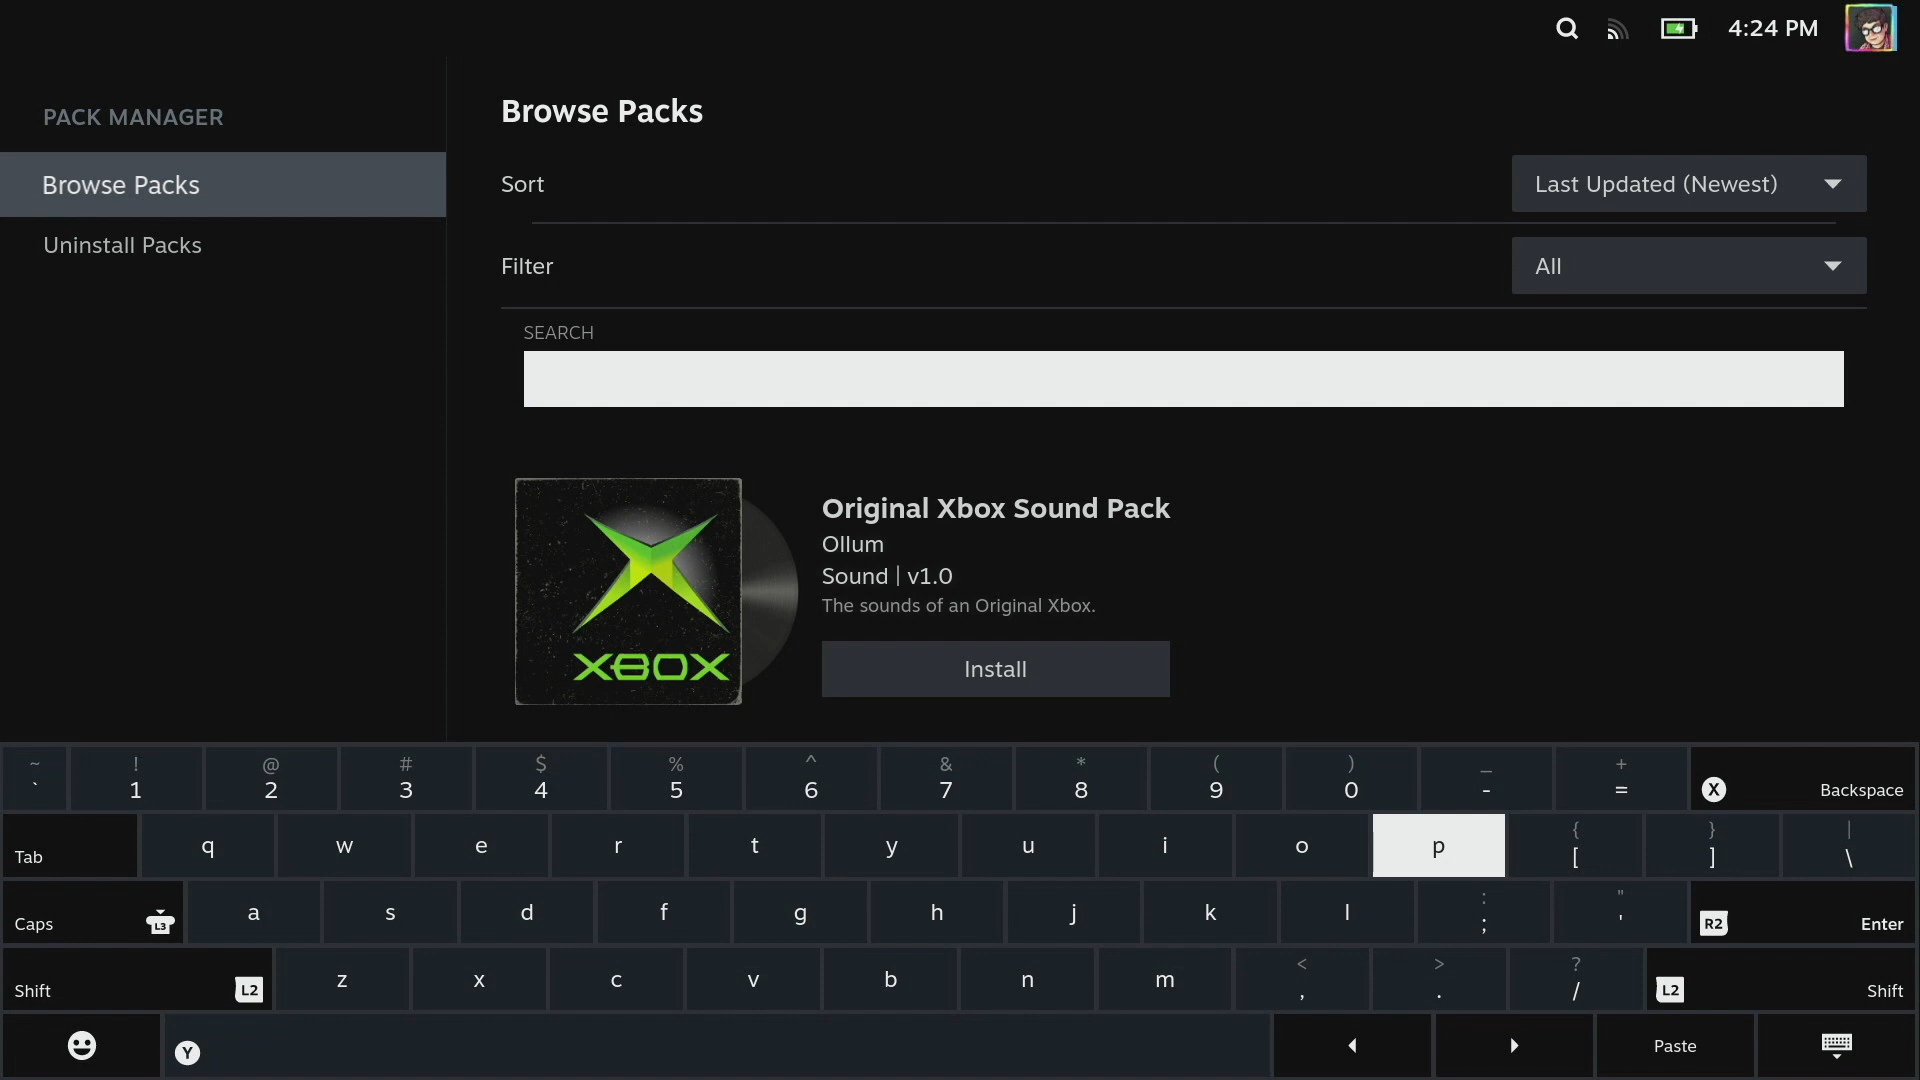 4:24 PM
PACK MANAGER
Browse Packs
Uninstall Packs
Browse Packs
Sort
Last Updated (Newest)
Filter
All
SEARCH
XBOX
Original Xbox Sound Pack
Ollum
Sound | v1.0
The sounds of an Original Xbox.
Install
~ ! @ # $ % ^ & * ( ) _ +
` 1 2 3 4 5 6 7 8 9 0 - = X Backspace
{ } |
Tab q w e r t y u i o p [ ] \
: "
Caps L3 a s d f g h j k l ; ' R2 Enter
< > ?
Shift L2 z x c v b n m , . / L2 Shift
Y Paste